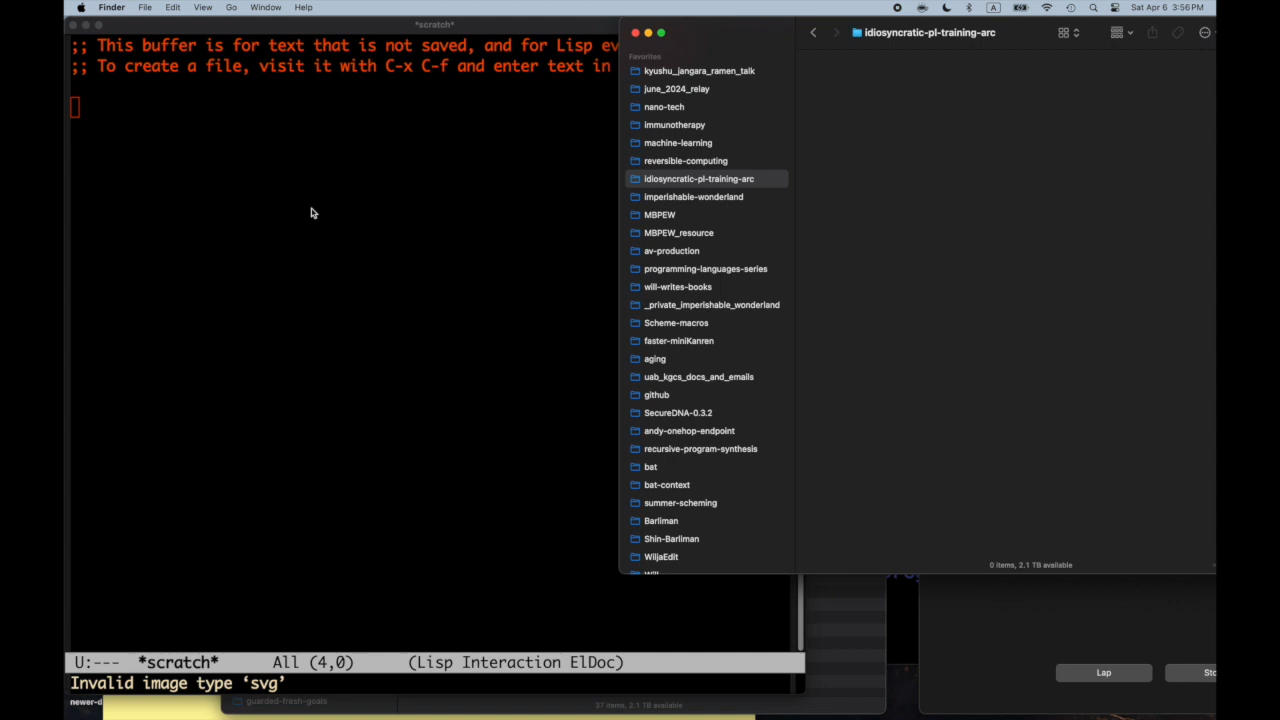 Finder File Edit View Go Window Help A Sat Apr 6 3:56 PM
*scratch*
;; This buffer is for text that is not saved, and for Lisp ev
;; To create a file, visit it with C-x C-f and enter text in
idiosyncratic-pl-training-arc
Favorites
kyushu_jangara_ramen_talk
june_2024_relay
nano-tech
immunotherapy
machine-learning
reversible-computing
idiosyncratic-pl-training-arc
imperishable-wonderland
MBPEW
MBPEW_resource
av-production
programming-languages-series
will-writes-books
_private_imperishable_wonderland
Scheme-macros
faster-miniKanren
aging
uab_kgcs_docs_and_emails
github
SecureDNA-0.3.2
andy-onehop-endpoint
recursive-program-synthesis
bat
bat-context
summer-scheming
Barliman
Shin-Barliman
WiljaEdit
0 items, 2.1 TB available
U:--- *scratch* All (4,0) (Lisp Interaction ElDoc)
Invalid image type ‘svg’
Lap
Sto
newer-d
guarded-fresh-goals
37 items, 2.1 TB available